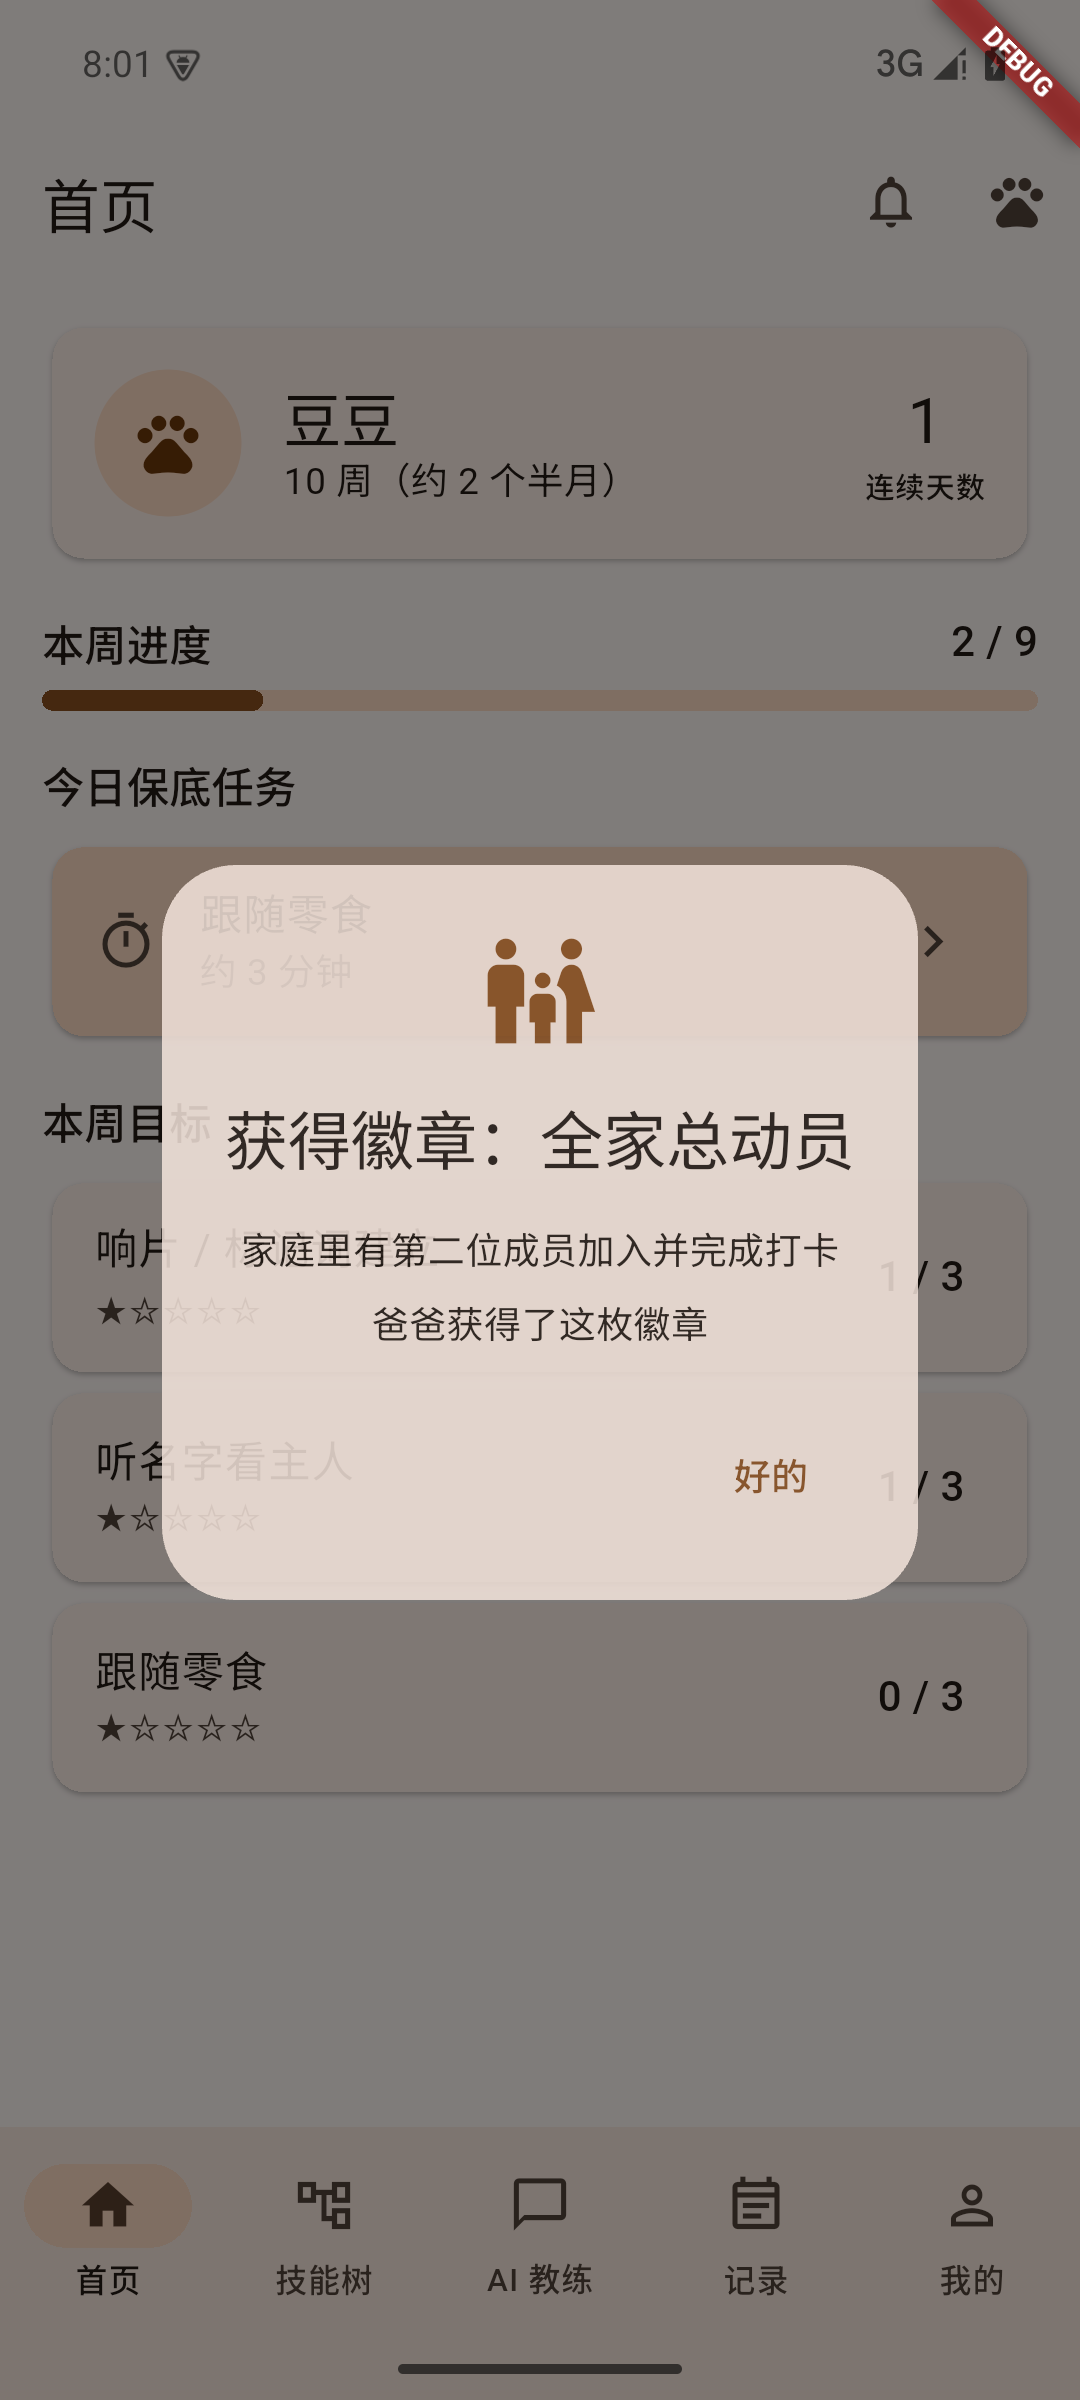 8:01
3G
DEBUG
首页
豆豆
10 周（约 2 个半月）
1
连续天数
本周进度
2 / 9
今日保底任务
跟随零食
约 3 分钟
获得徽章：全家总动员
家庭里有第二位成员加入并完成打卡
爸爸获得了这枚徽章
好的
本周目标
响片 / 标
1 / 3
★☆☆☆☆
听名字看主人
1 / 3
★☆☆☆☆
跟随零食
0 / 3
★☆☆☆☆
首页
技能树
AI 教练
记录
我的